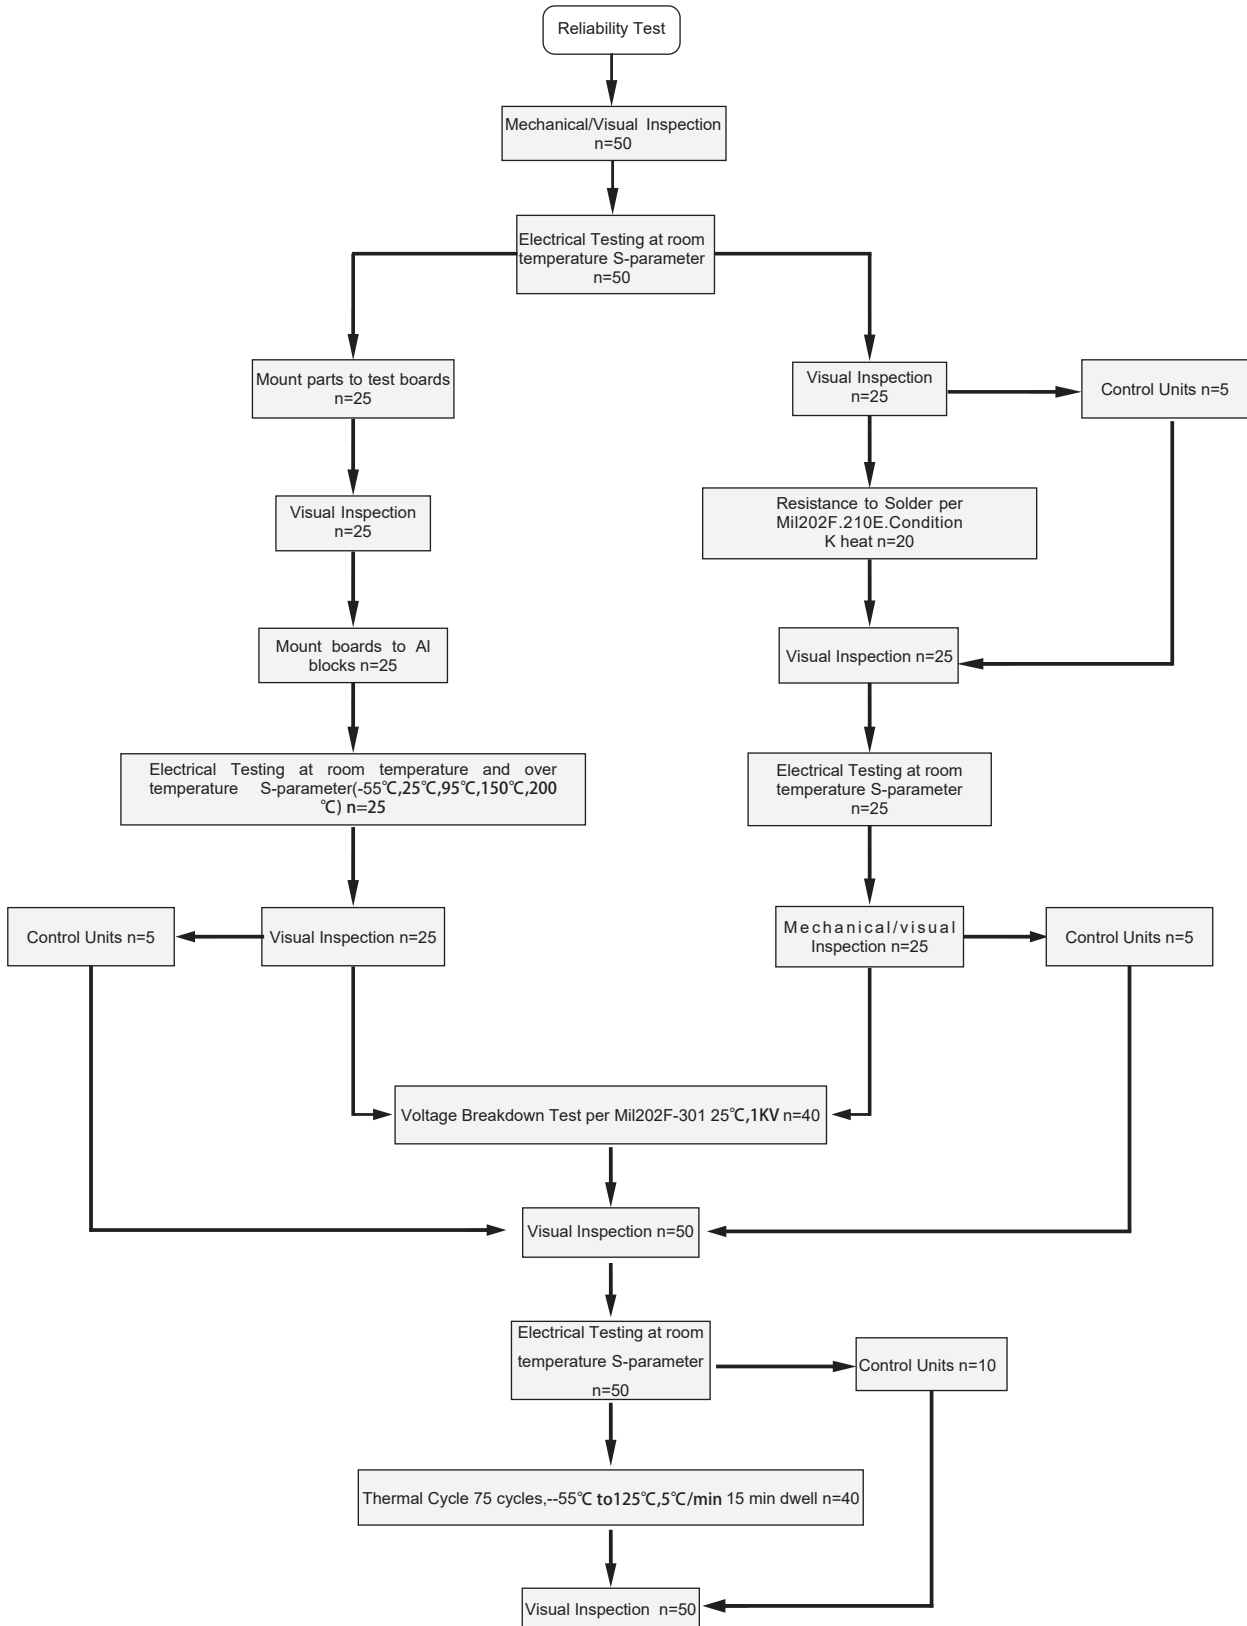 Reliability Test
Mechanical/Visual Inspection
n=50
Electrical Testing at room
temperature S-parameter
n=50
Mount parts to test boards
n=25
Visual Inspection
n=25
Control Units n=5
Visual Inspection
n=25
Resistance to Solder per
Mil202F.210E.Condition
K heat n=20
Mount boards to Al
blocks n=25
Visual Inspection n=25
Electrical Testing at room temperature and over
temperature S-parameter(-55℃,25℃,95℃,150℃,200
℃) n=25
Electrical Testing at room
temperature S-parameter
n=25
Control Units n=5
Visual Inspection n=25
Mechanical/visual
Inspection n=25
Control Units n=5
Voltage Breakdown Test per Mil202F-301 25℃,1KV n=40
Visual Inspection n=50
Electrical Testing at room
temperature S-parameter
n=50
Control Units n=10
Thermal Cycle 75 cycles,--55℃ to125℃,5℃/min 15 min dwell n=40
Visual Inspection n=50